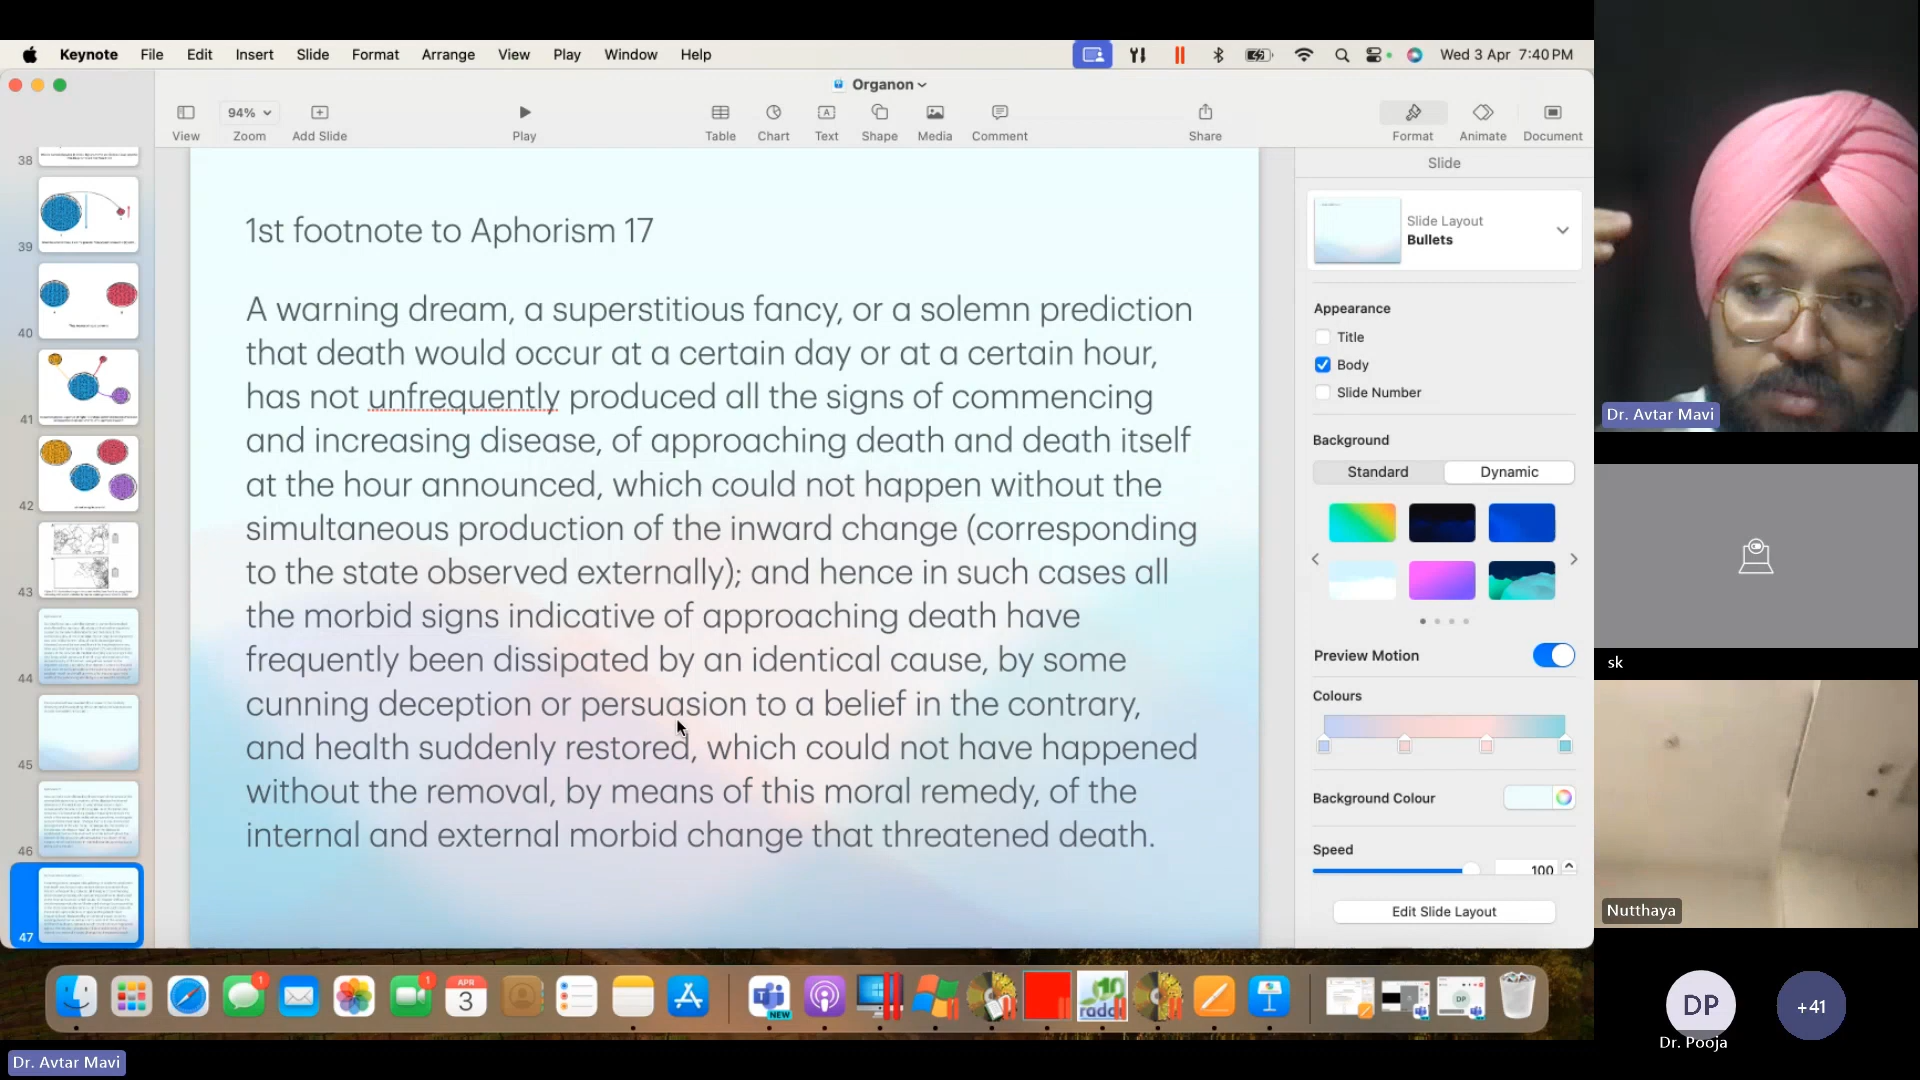 Keynote File Edit Insert Slide Format Arrange View Play Window Help
Wed 3 Apr 7:40 PM
Organon
94%
View Zoom Add Slide Play Table Chart Text Shape Media Comment Share Format Animate Document
38
39
40
41
42
43
44
45
46
47
1st footnote to Aphorism 17
A warning dream, a superstitious fancy, or a solemn prediction
that death would occur at a certain day or at a certain hour,
has not unfrequently produced all the signs of commencing
and increasing disease, of approaching death and death itself
at the hour announced, which could not happen without the
simultaneous production of the inward change (corresponding
to the state observed externally); and hence in such cases all
the morbid signs indicative of approaching death have
frequently been dissipated by an identical cause, by some
cunning deception or persuasion to a belief in the contrary,
and health suddenly restored, which could not have happened
without the removal, by means of this moral remedy, of the
internal and external morbid change that threatened death.
Slide
Slide Layout
Bullets
Appearance
Title
Body
Slide Number
Background
Standard Dynamic
Preview Motion
Colours
Background Colour
Speed
100
Edit Slide Layout
Dr. Avtar Mavi
sk
Nutthaya
DP
+41
Dr. Pooja
1
1
APR
3
NEW
DP
Dr. Avtar Mavi